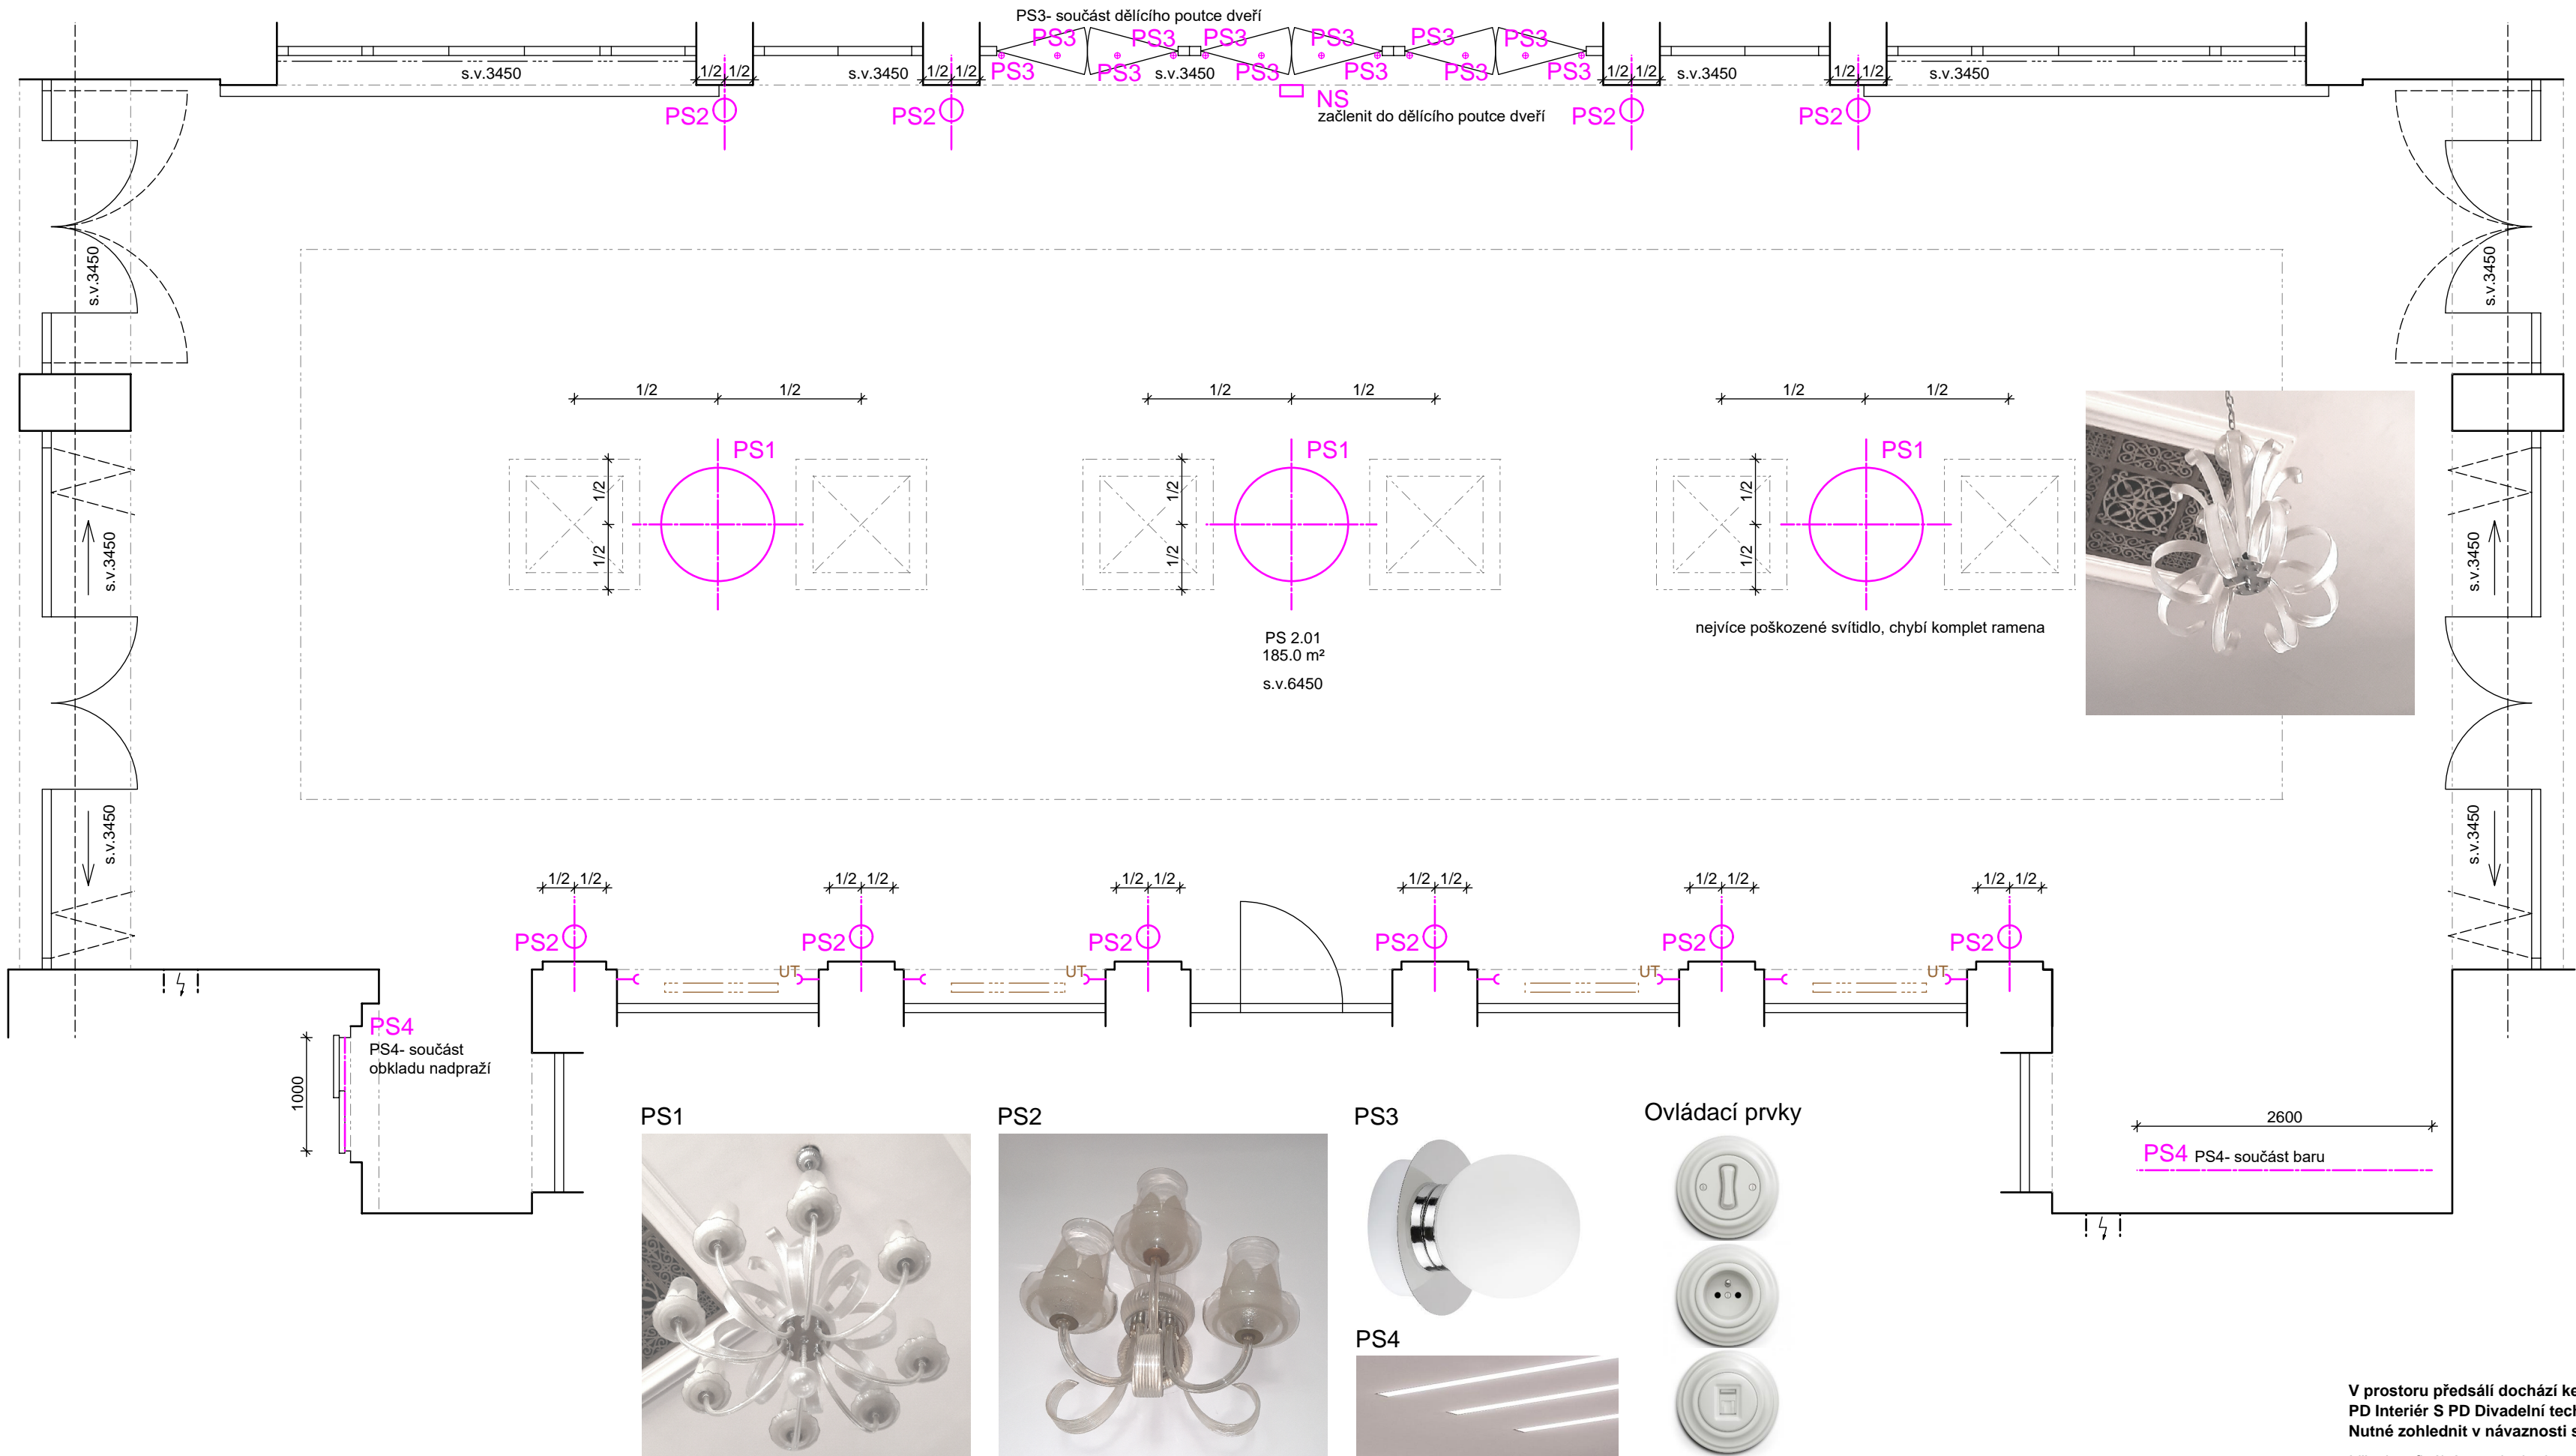 PS3- součást dělícího poutce dveří
PS3 PS3 PS3 PS3 PS3 PS3
PS3 PS3 PS3 PS3 PS3 PS3
s.v.3450 1/2 1/2 s.v.3450 1/2 1/2 s.v.3450 1/2 1/2 s.v.3450 1/2 1/2 s.v.3450
PS2 PS2 NS PS2 PS2
začlenit do dělícího poutce dveří
s.v.3450 s.v.3450
1/2 1/2 1/2 1/2 1/2 1/2
PS1 PS1 PS1
1/2 1/2 1/2
1/2 1/2 1/2
s.v.3450 s.v.3450
nejvíce poškozené svítidlo, chybí komplet ramena
PS 2.01
185.0 m²
s.v.6450
s.v.3450 s.v.3450
1/2 1/2 1/2 1/2 1/2 1/2 1/2 1/2 1/2 1/2 1/2 1/2
PS2 PS2 PS2 PS2 PS2 PS2
UT UT UT UT
PS4
PS4- součást
obkladu nadpraží
1000
PS1 PS2 PS3 Ovládací prvky
2600
PS4 PS4- součást baru
PS4
V prostoru předsálí dochází
PD Interiér S PD Divadelní
Nutné zohlednit v návaznosti